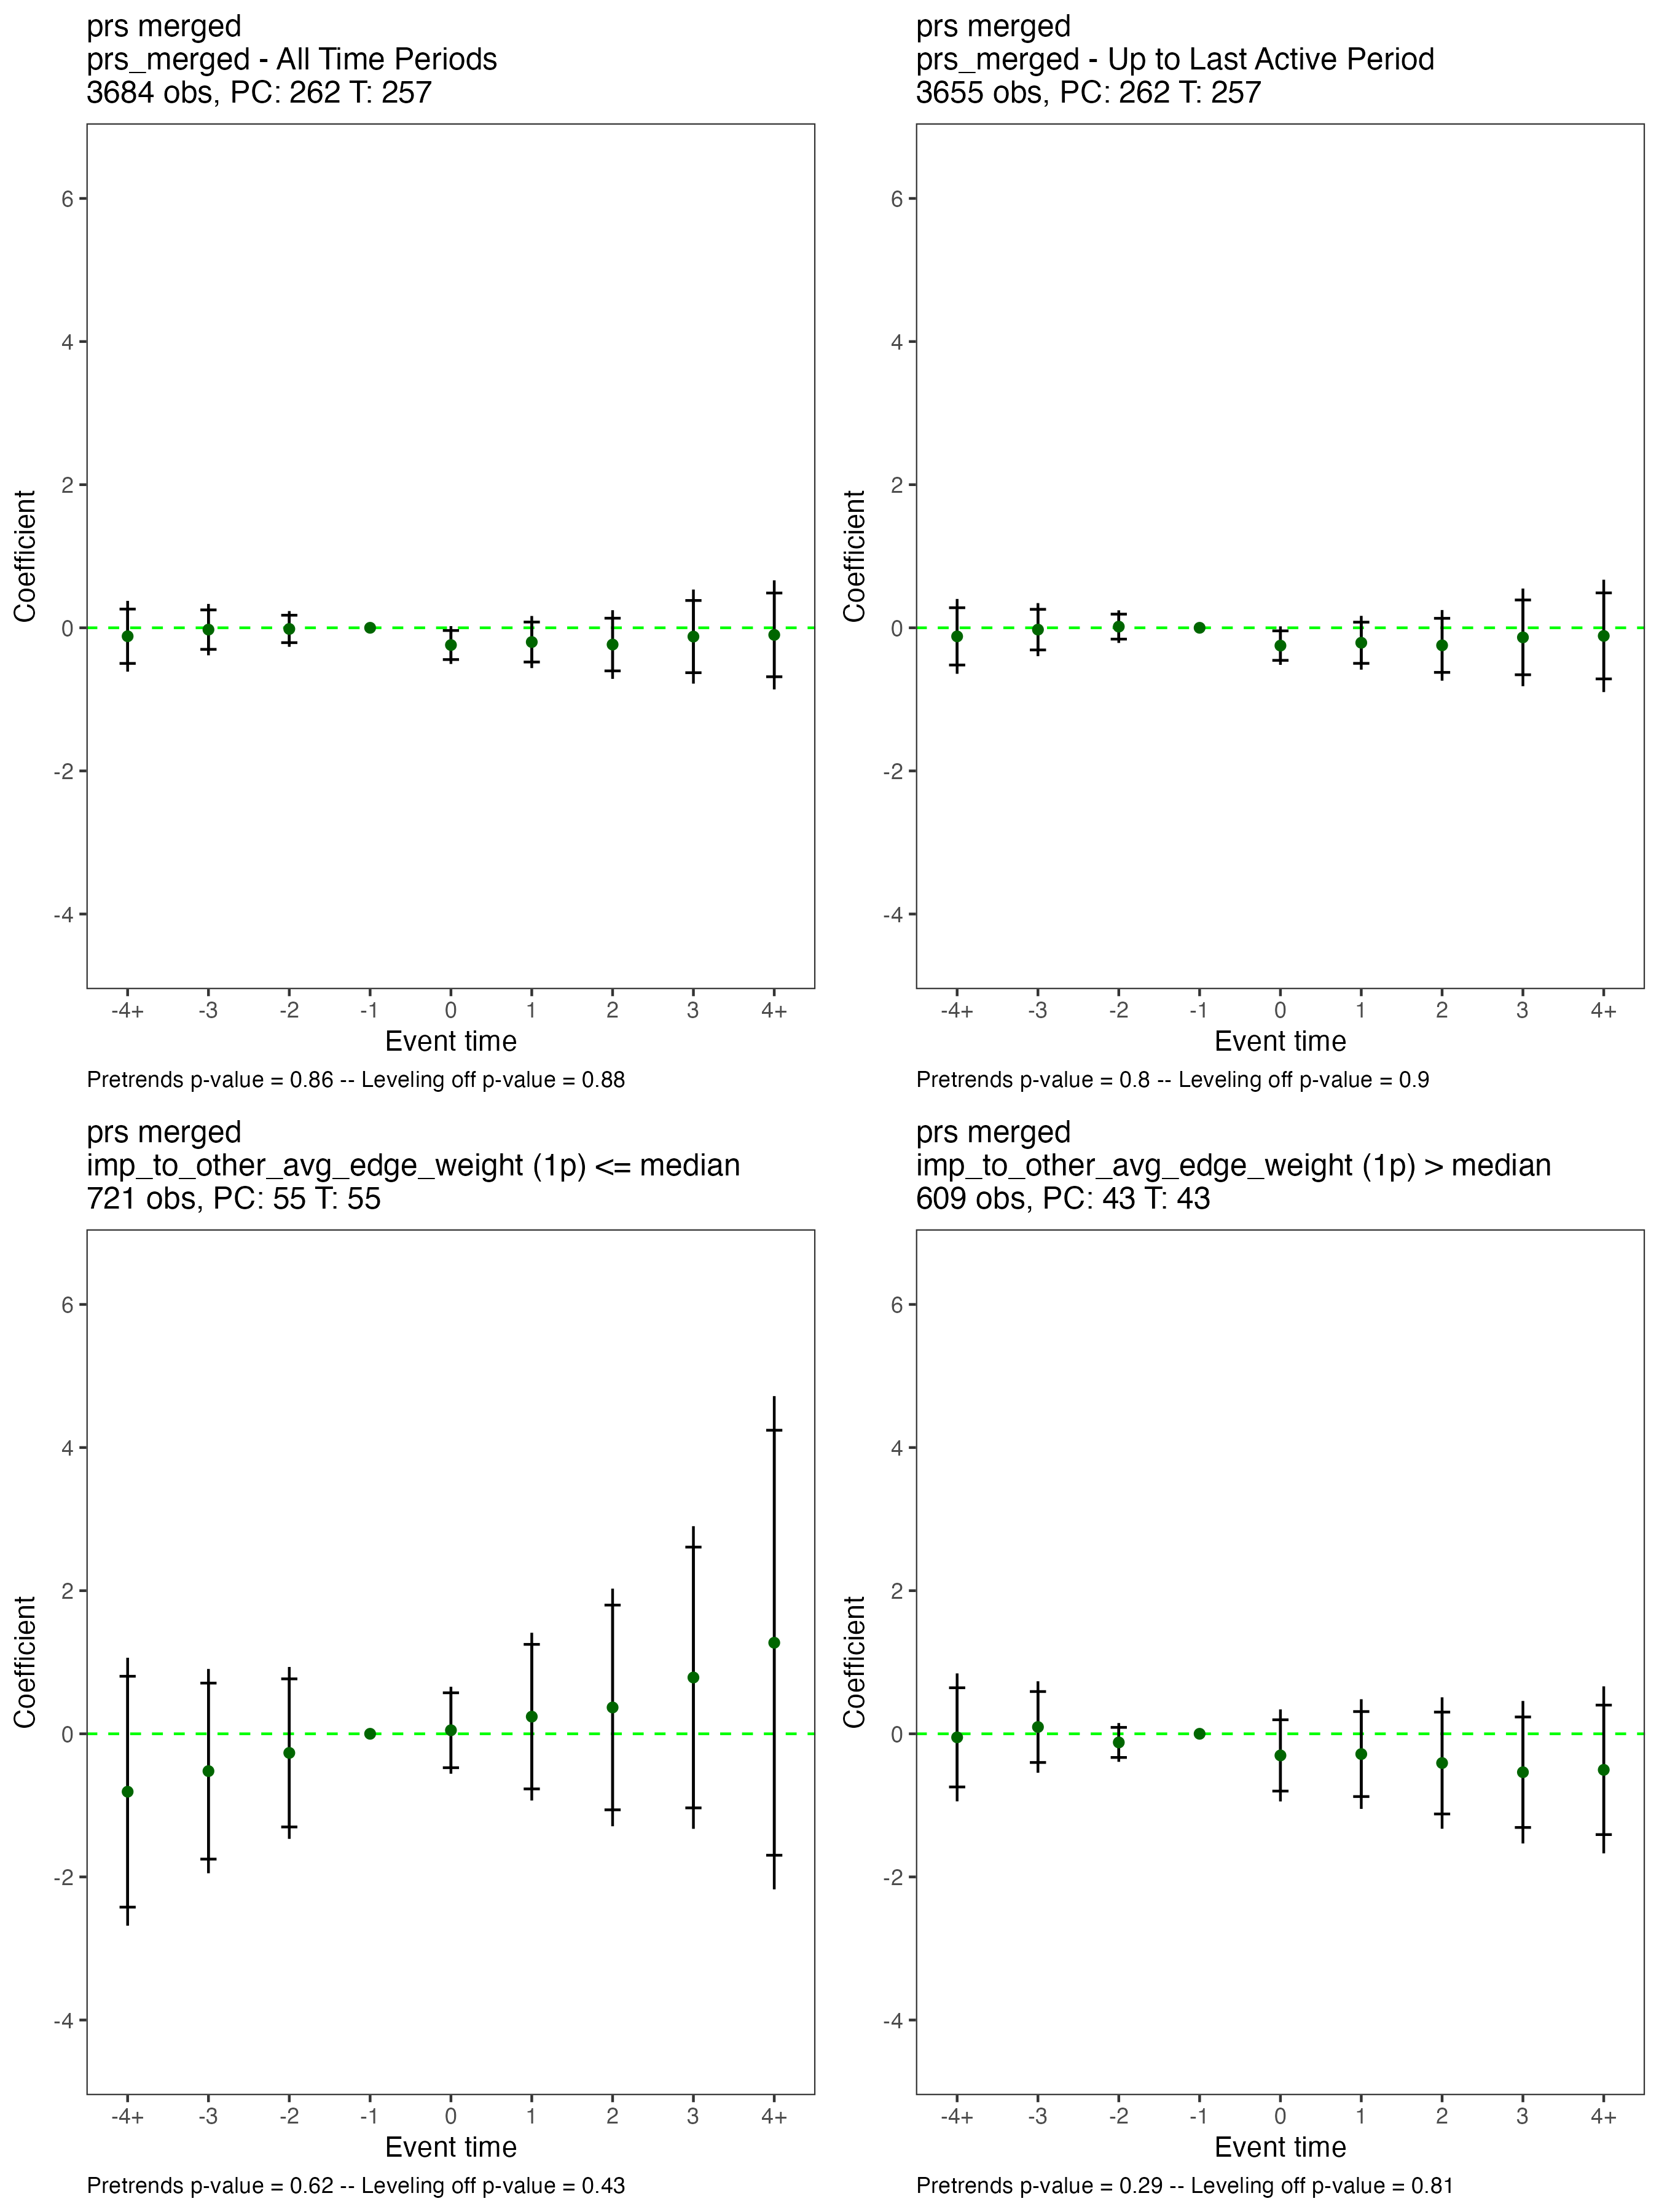 prs merged
prs_merged - All Time Periods
3684 obs, PC: 262 T: 257
Coefficient
6
4
2
0
-2
-4
-4+ -3 -2 -1 0 1 2 3 4+
Event time
Pretrends p-value = 0.86 -- Leveling off p-value = 0.88
prs merged
prs_merged - Up to Last Active Period
3655 obs, PC: 262 T: 257
Coefficient
6
4
2
0
-2
-4
-4+ -3 -2 -1 0 1 2 3 4+
Event time
Pretrends p-value = 0.8 -- Leveling off p-value = 0.9
prs merged
imp_to_other_avg_edge_weight (1p) <= median
721 obs, PC: 55 T: 55
Coefficient
6
4
2
0
-2
-4
-4+ -3 -2 -1 0 1 2 3 4+
Event time
Pretrends p-value = 0.62 -- Leveling off p-value = 0.43
prs merged
imp_to_other_avg_edge_weight (1p) > median
609 obs, PC: 43 T: 43
Coefficient
6
4
2
0
-2
-4
-4+ -3 -2 -1 0 1 2 3 4+
Event time
Pretrends p-value = 0.29 -- Leveling off p-value = 0.81